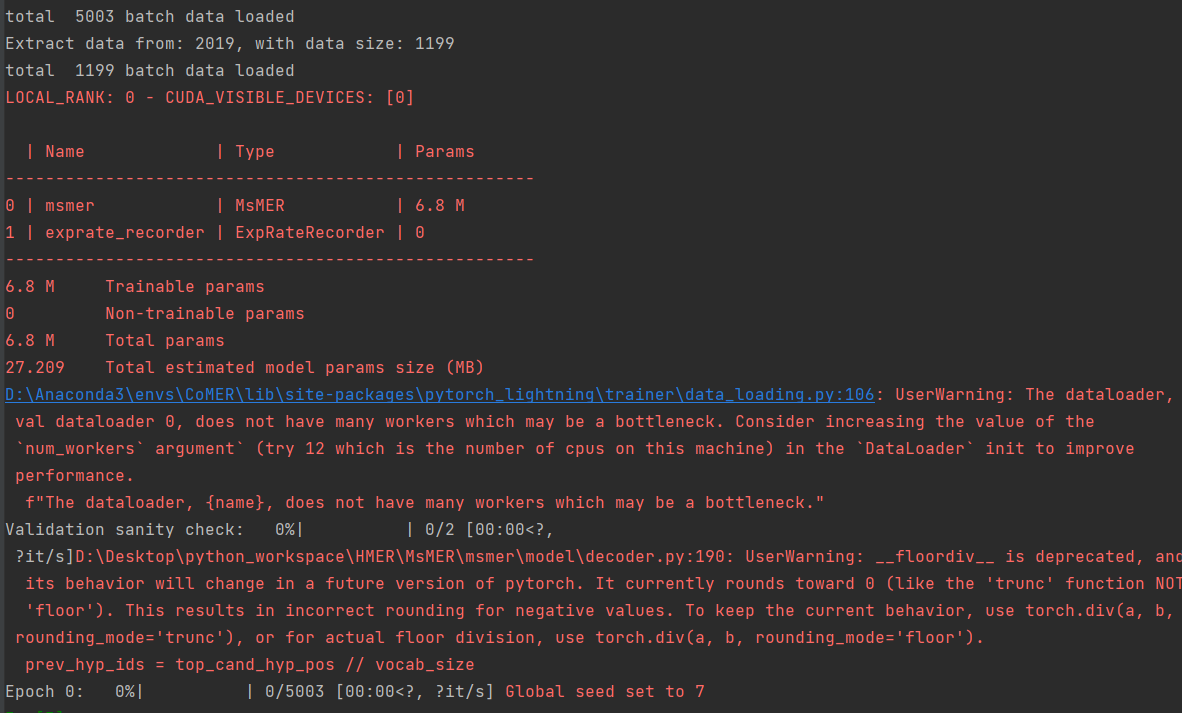 total  5003 batch data loaded
Extract data from: 2019, with data size: 1199
total  1199 batch data loaded
LOCAL_RANK: 0 - CUDA_VISIBLE_DEVICES: [0]
  | Name             | Type            | Params
-----------------------------------------------------
0 | msmer            | MsMER           | 6.8 M
1 | exprate_recorder | ExpRateRecorder | 0
-----------------------------------------------------
6.8 M     Trainable params
0         Non-trainable params
6.8 M     Total params
27.209    Total estimated model params size (MB)
D:\Anaconda3\envs\CoMER\lib\site-packages\pytorch_lightning\trainer\data_loading.py:106: UserWarning: The dataloader,
 val dataloader 0, does not have many workers which may be a bottleneck. Consider increasing the value of the
 `num_workers` argument` (try 12 which is the number of cpus on this machine) in the `DataLoader` init to improve
 performance.
  f"The dataloader, {name}, does not have many workers which may be a bottleneck."
Validation sanity check:   0%|          | 0/2 [00:00<?,
 ?it/s]D:\Desktop\python_workspace\HMER\MsMER\msmer\model\decoder.py:190: UserWarning: __floordiv__ is deprecated, and
  its behavior will change in a future version of pytorch. It currently rounds toward 0 (like the 'trunc' function NOT
  'floor'). This results in incorrect rounding for negative values. To keep the current behavior, use torch.div(a, b,
 rounding_mode='trunc'), or for actual floor division, use torch.div(a, b, rounding_mode='floor').
  prev_hyp_ids = top_cand_hyp_pos // vocab_size
Epoch 0:   0%|          | 0/5003 [00:00<?, ?it/s] Global seed set to 7